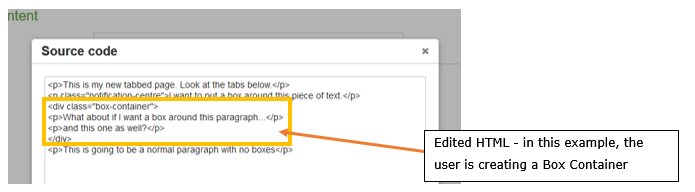 ntent
Source code ×
<p>This is my new tabbed page. Look at the tabs below.</p>
<p class="notification-centre">I want to put a box around this piece of text.</p>
<div class="box-container">
<p>What about if I want a box around this paragraph...</p>
<p>and this one as well?</p>
</div>
<p>This is going to be a normal paragraph with no boxes</p>
Edited HTML - in this example, the
user is creating a Box Container